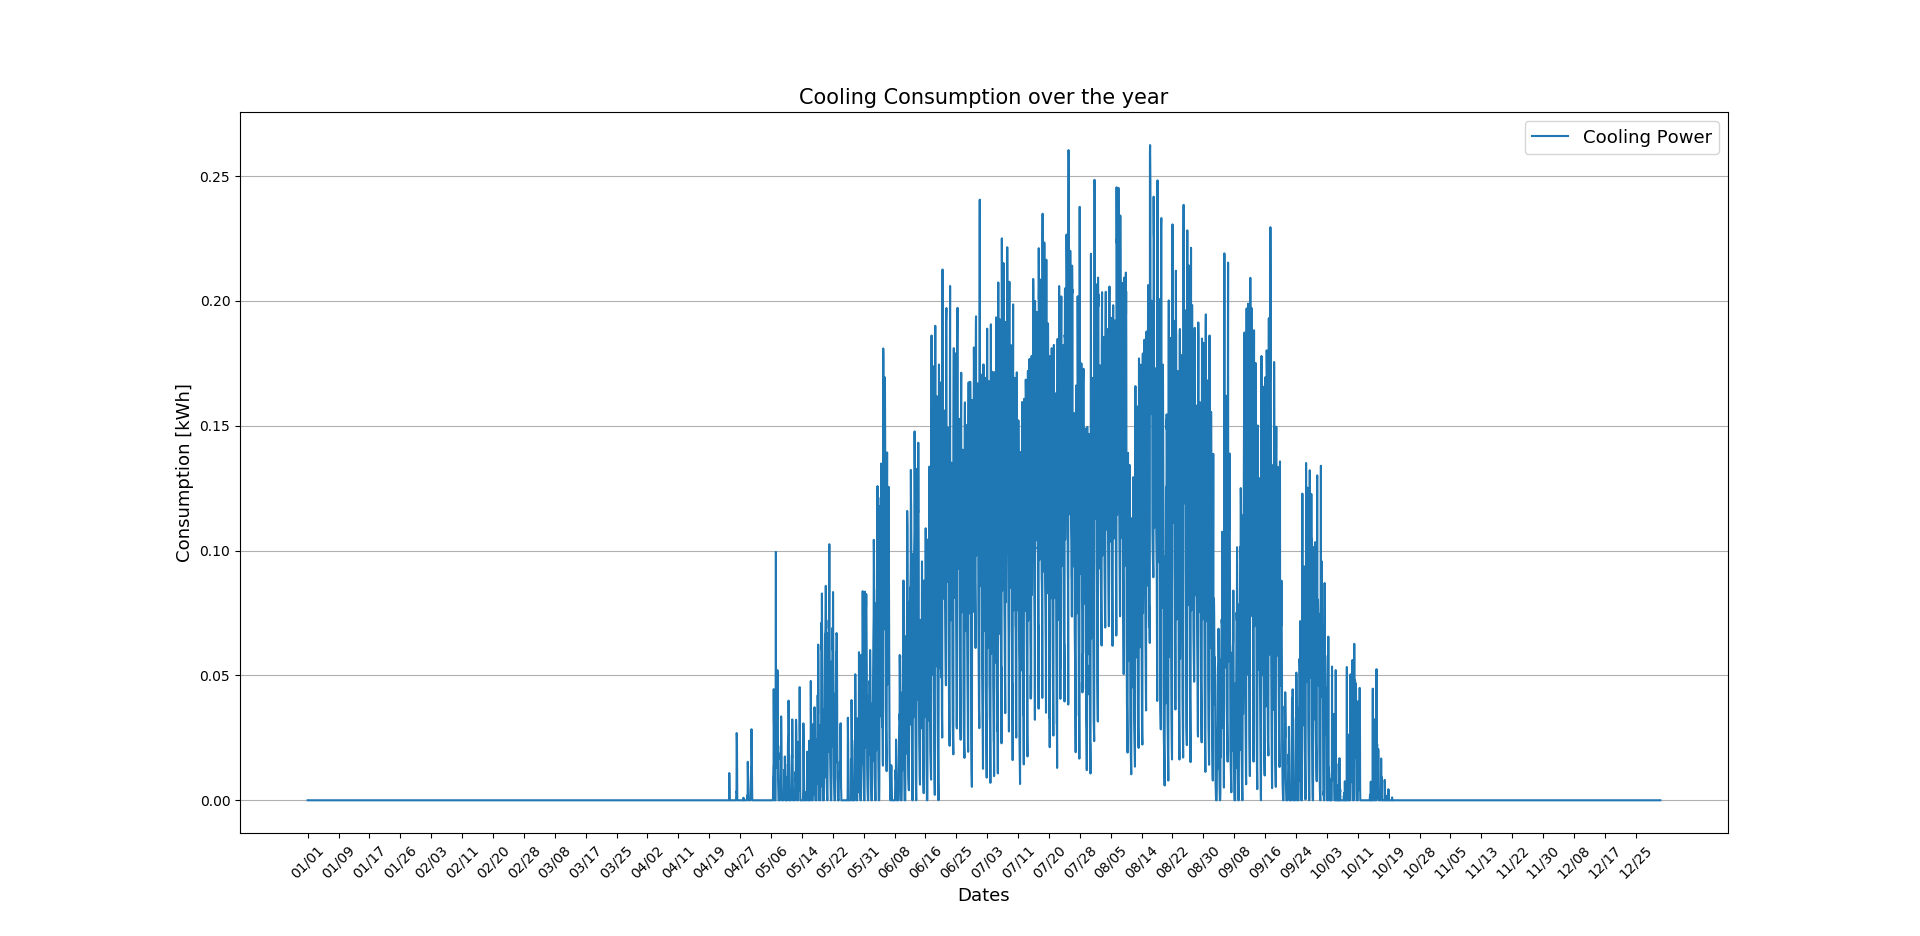 Cooling Consumption over the year
Cooling Power
0.25
0.20
0.15
0.10
0.05
0.00
Consumption [kWh]
01/01 01/09 01/17 01/26 02/03 02/11 02/20 02/28 03/08 03/17 03/25 04/02 04/11 04/19 04/27 05/06 05/14 05/22 05/31 06/08 06/16 06/25 07/03 07/11 07/20 07/28 08/05 08/14 08/22 08/30 09/08 09/16 09/24 10/03 10/11 10/19 10/28 11/05 11/13 11/22 11/30 12/08 12/17 12/25
Dates